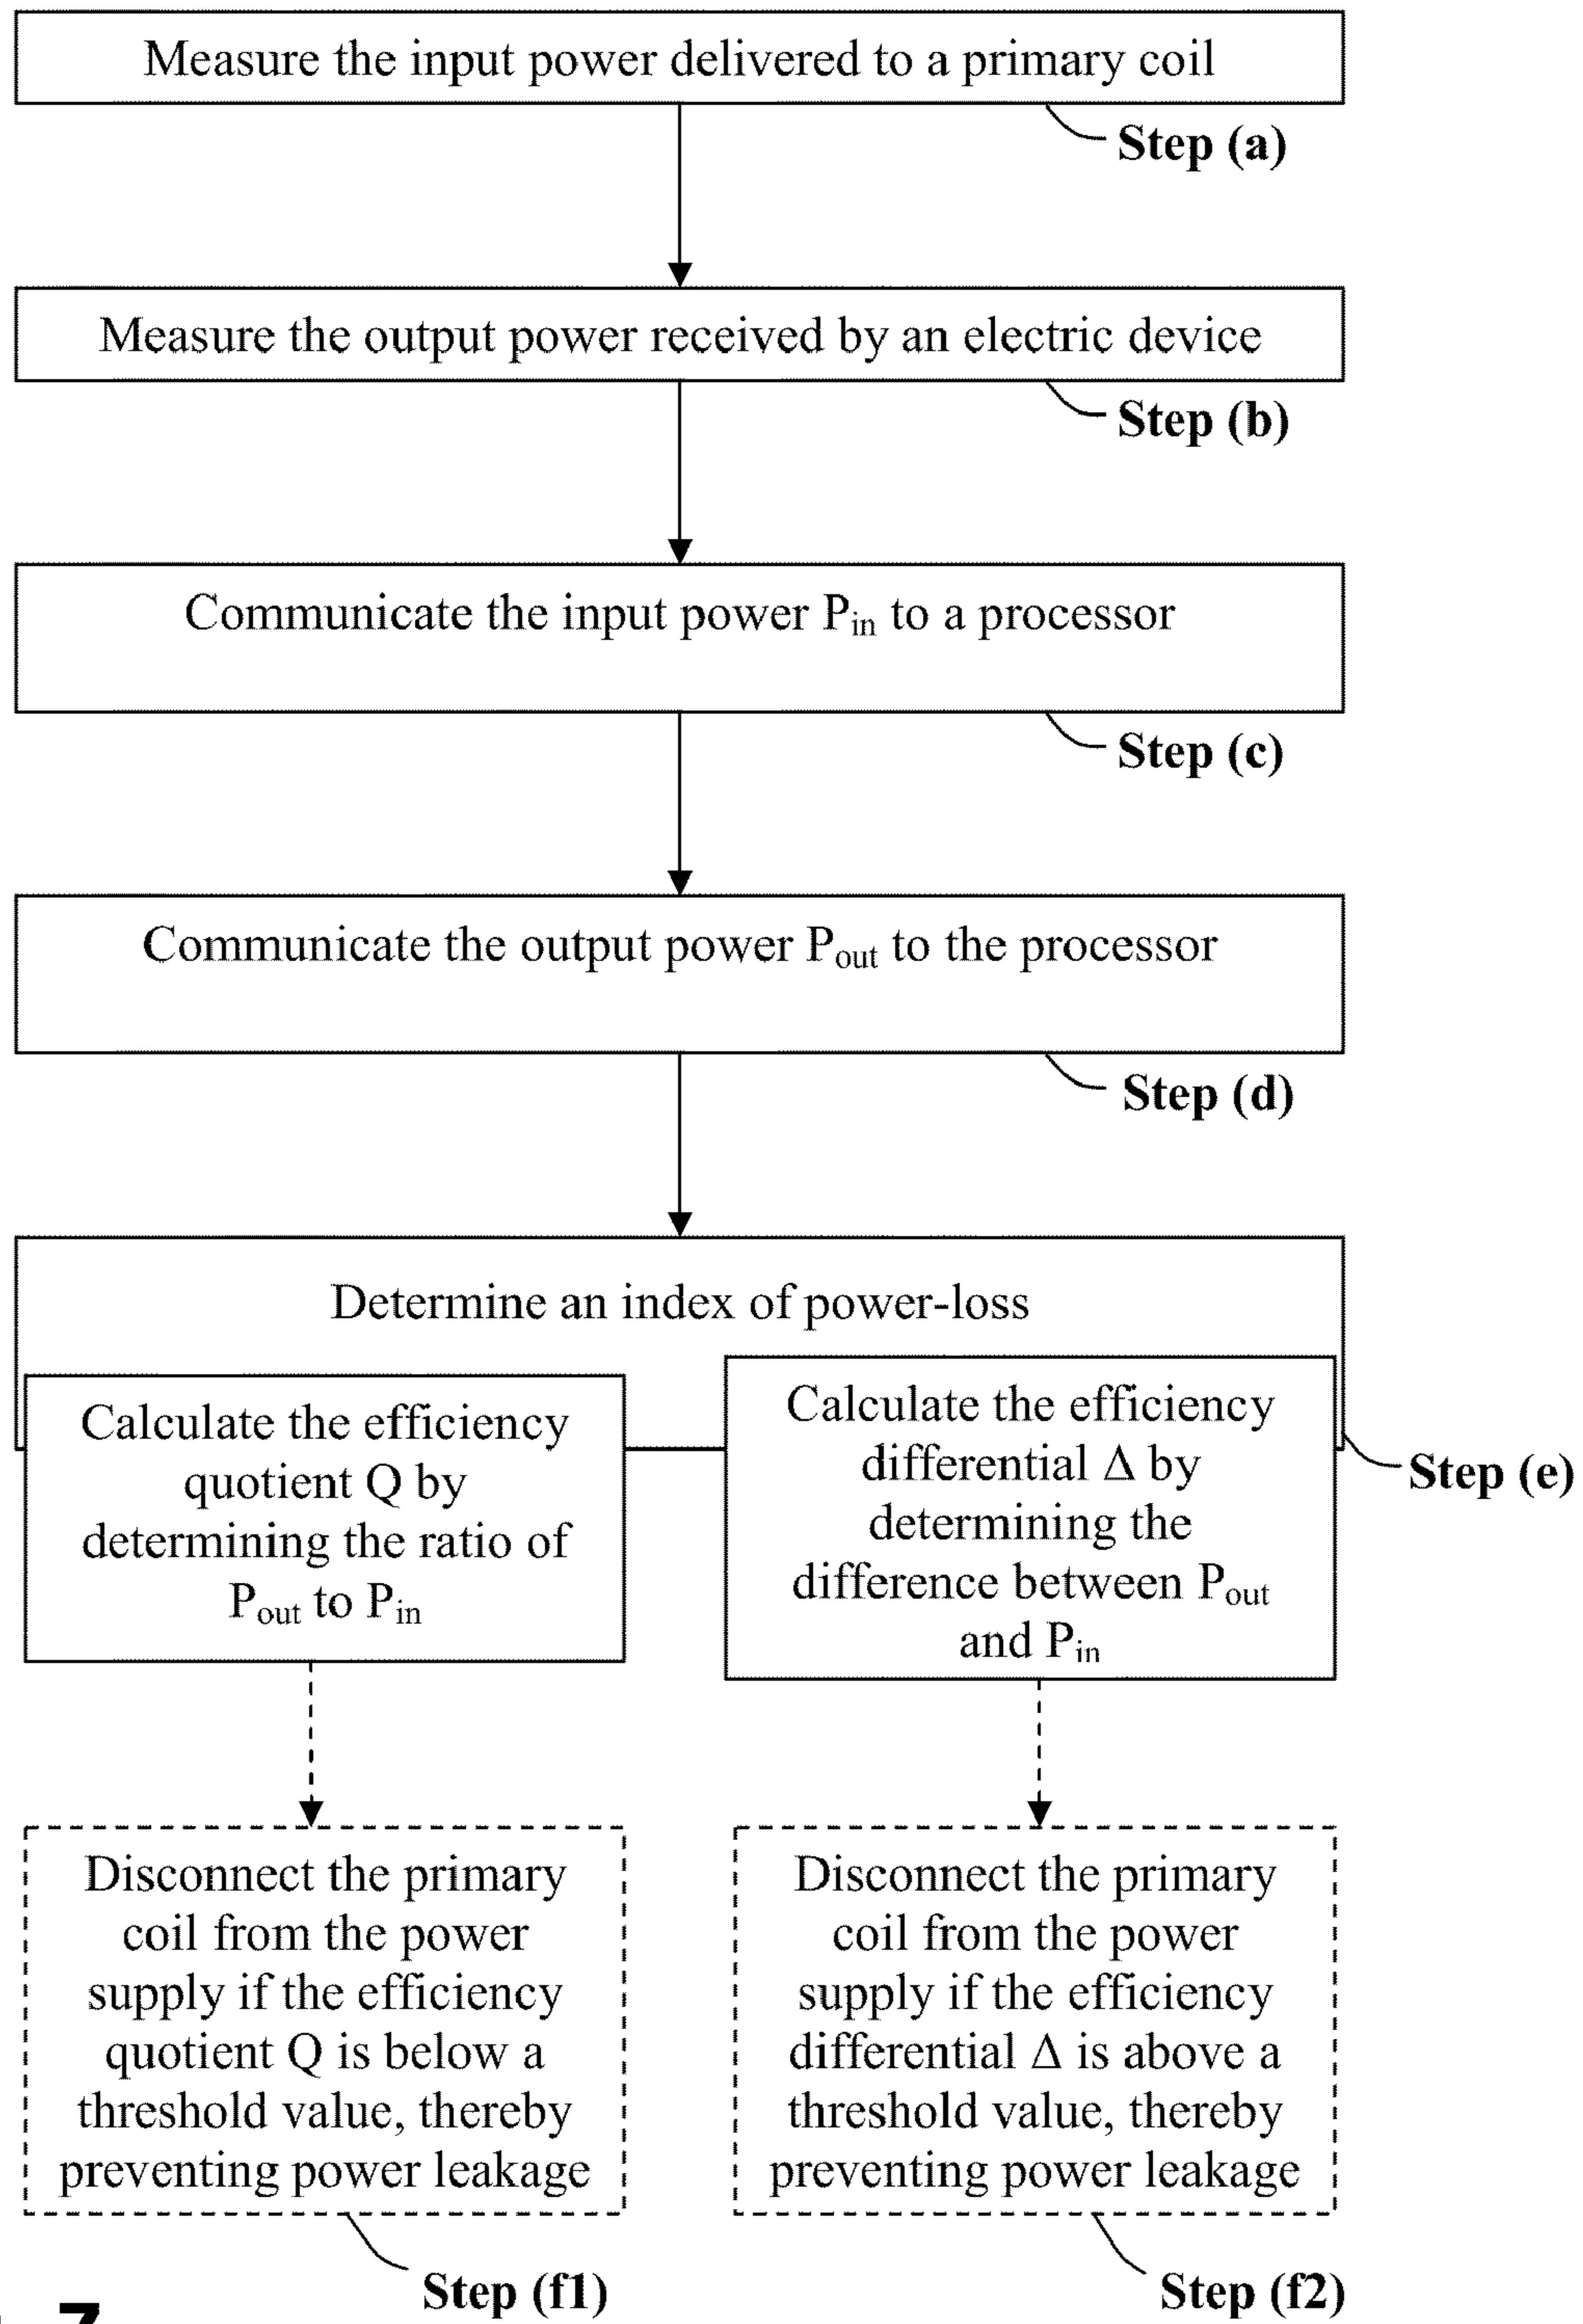 Measure the input power delivered to a primary coil
Step (a)
Measure the output power received by an electric device
Step (b)
Communicate the input power Pin to a processor
Step (c)
Communicate the output power Pout to the processor
Step (d)
Determine an index of power-loss
Calculate the efficiency
quotient Q by
determining the ratio of
Pout to Pin
Calculate the efficiency
differential Δ by
determining the
difference between Pout
and Pin
Step (e)
Disconnect the primary
coil from the power
supply if the efficiency
quotient Q is below a
threshold value, thereby
preventing power leakage
Step (f1)
Disconnect the primary
coil from the power
supply if the efficiency
differential Δ is above a
threshold value, thereby
preventing power leakage
Step (f2)